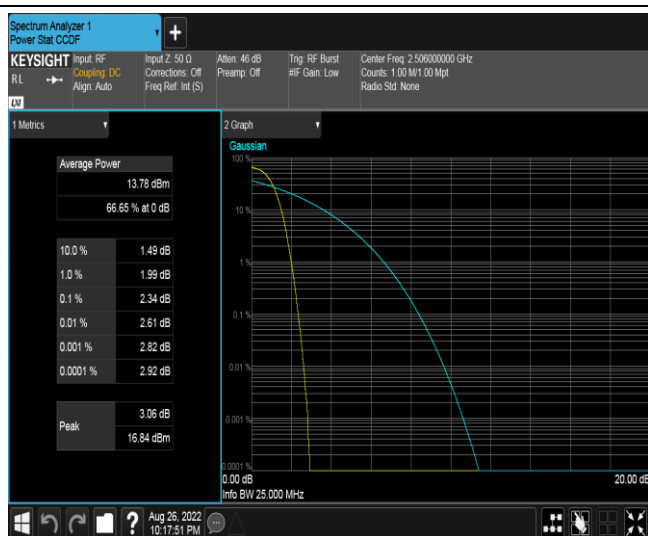 Spectrum Analyzer 1
Power Stat CCDF
+
KEYSIGHT
RL
LXI
Input: RF
Coupling: DC
Align: Auto
Input Z: 50 Ω
Corrections: Off
Freq Ref: Int (S)
Atten: 46 dB
Preamp: Off
Trig: RF Burst
#IF Gain: Low
Center Freq: 2.506000000 GHz
Counts: 1.00 M/1.00 Mpt
Radio Std: None
1 Metrics
Average Power
13.78 dBm
66.65 % at 0 dB
10.0 % 1.49 dB
1.0 % 1.99 dB
0.1 % 2.34 dB
0.01 % 2.61 dB
0.001 % 2.82 dB
0.0001 % 2.92 dB
Peak
3.06 dB
16.84 dBm
2 Graph
Gaussian
100 %
10 %
1 %
0.1 %
0.01 %
0.001 %
0.0001 %
0.00 dB 20.00 dB
Info BW 25.000 MHz
?
Aug 26, 2022
10:17:51 PM